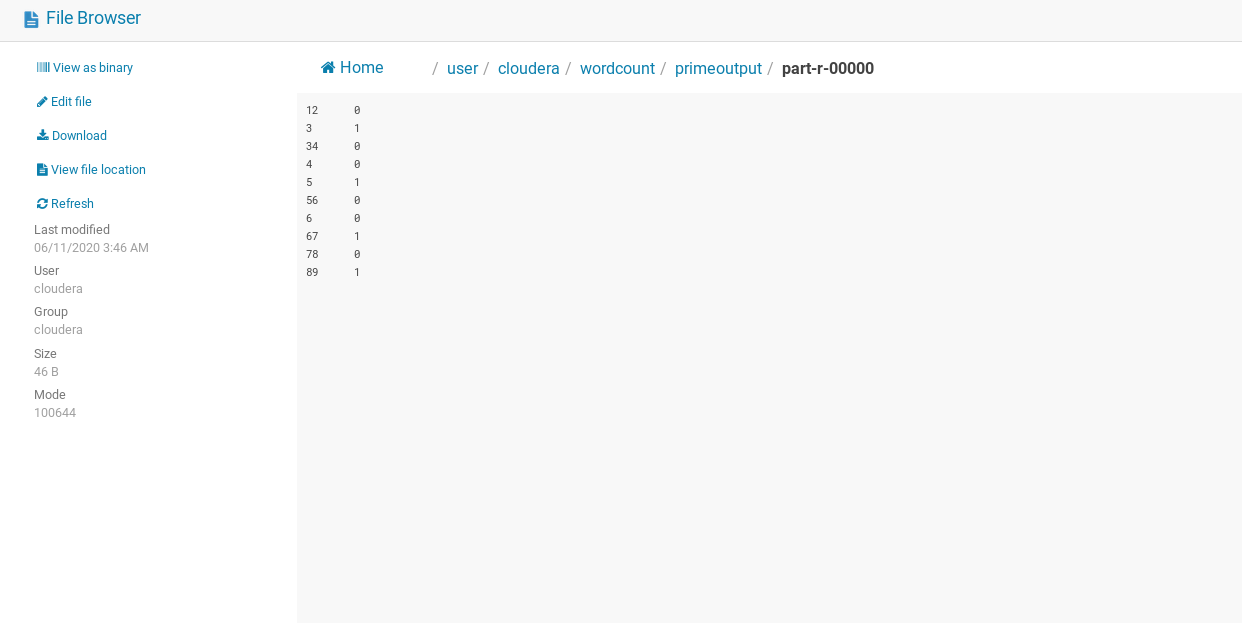 File Browser
View as binary
Edit file
Download
View file location
Refresh
Last modified
06/11/2020 3:46 AM
User
cloudera
Group
cloudera
Size
46 B
Mode
100644
Home / user / cloudera / wordcount / primeoutput / part-r-00000
12 0
3 1
34 0
4 0
5 1
56 0
6 0
67 1
78 0
89 1